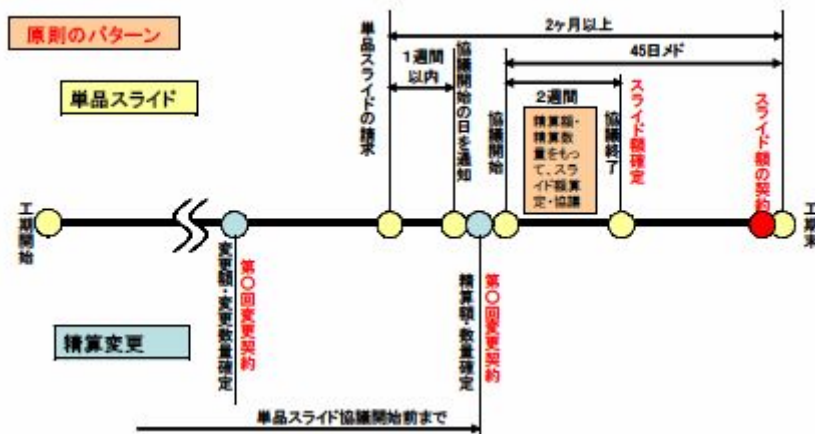 原則のパターン
単品スライド
単品スライドの請求
2ヶ月以上
1週間
以内
協議開始の日を通知
45日メド
協議開始
2週間
精算額・
精算数
量をもっ
て、スラ
イド額算
定・協議
協議終了
スライド額確定
スライド額の契約
工期開始
工期末
変更額・変更数量確定
第〇回変更契約
精算額・数量確定
第〇回変更契約
精算変更
単品スライド協議開始前まで